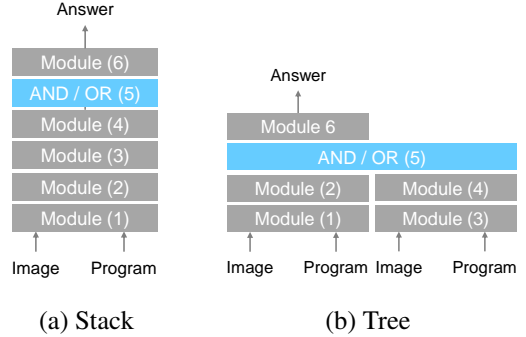 Answer
Module (6)
AND / OR (5)
Module (4)
Module (3)
Module (2)
Module (1)
Image Program
(a) Stack
Answer
Module 6
AND / OR (5)
Module (2) Module (4)
Module (1) Module (3)
Image Program Image Program
(b) Tree